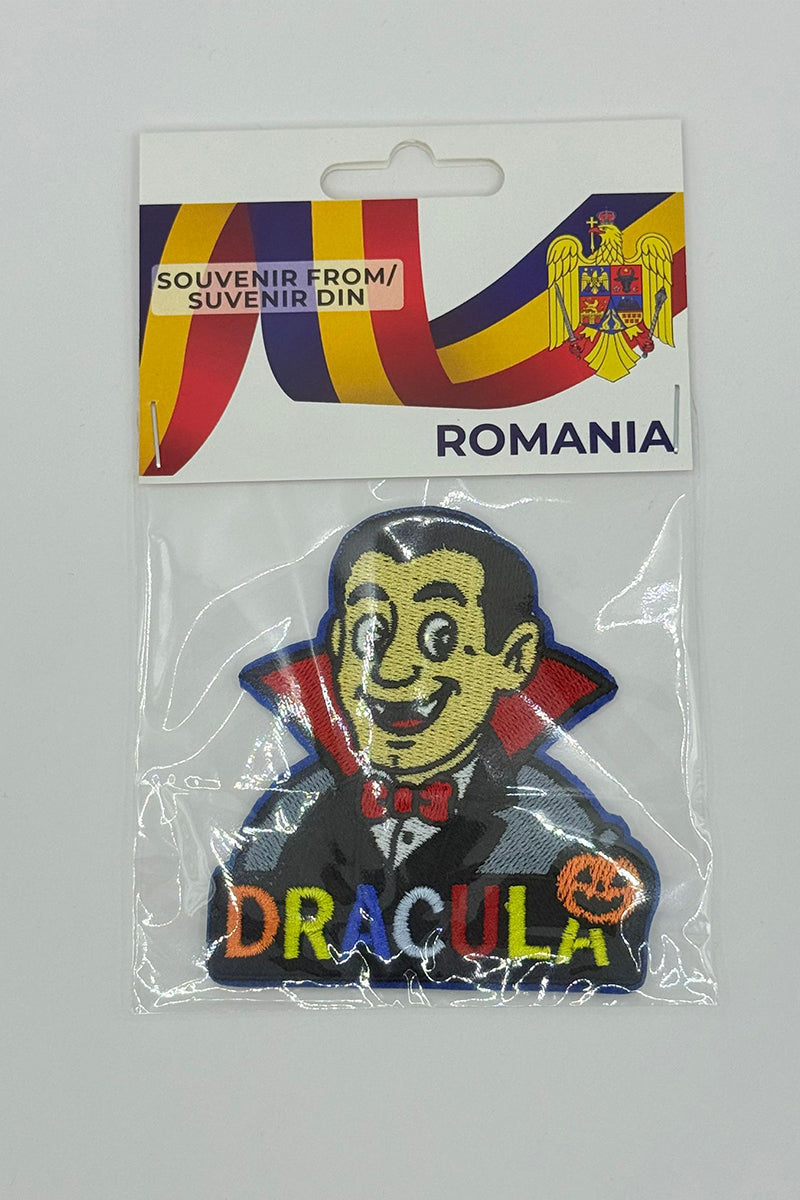 SOUVENIR FROM/
SUVENIR DIN
ROMANIA
DRACULA